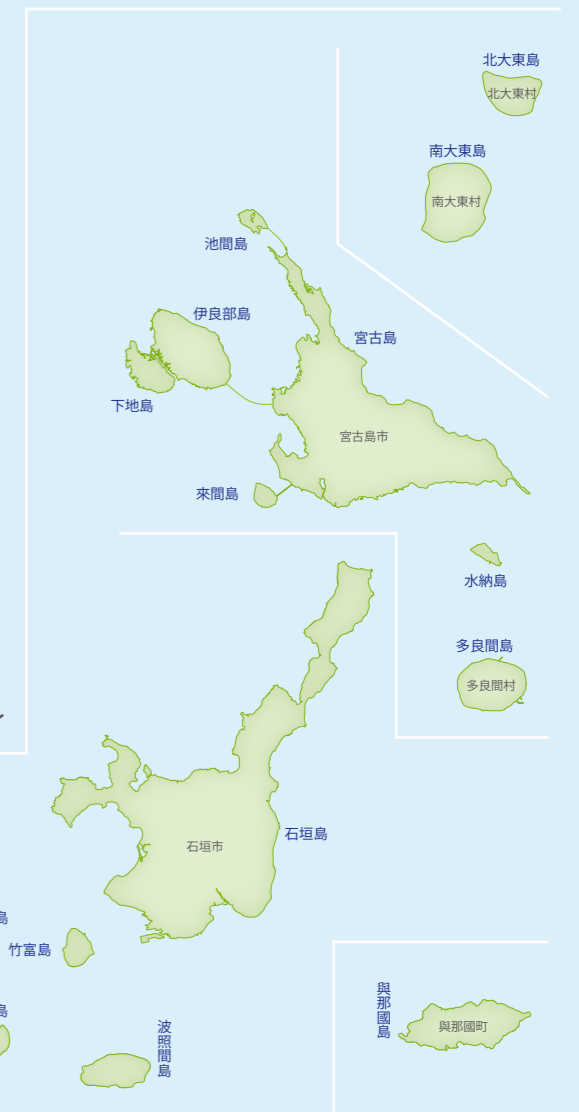 北大東島
北大東村
南大東島
南大東村
池間島
伊良部島
宮古島
下地島
宮古島市
來間島
水納島
多良間島
多良間村
石垣島
石垣市
島
竹富島
島
與那國島
與那國町
波照間島